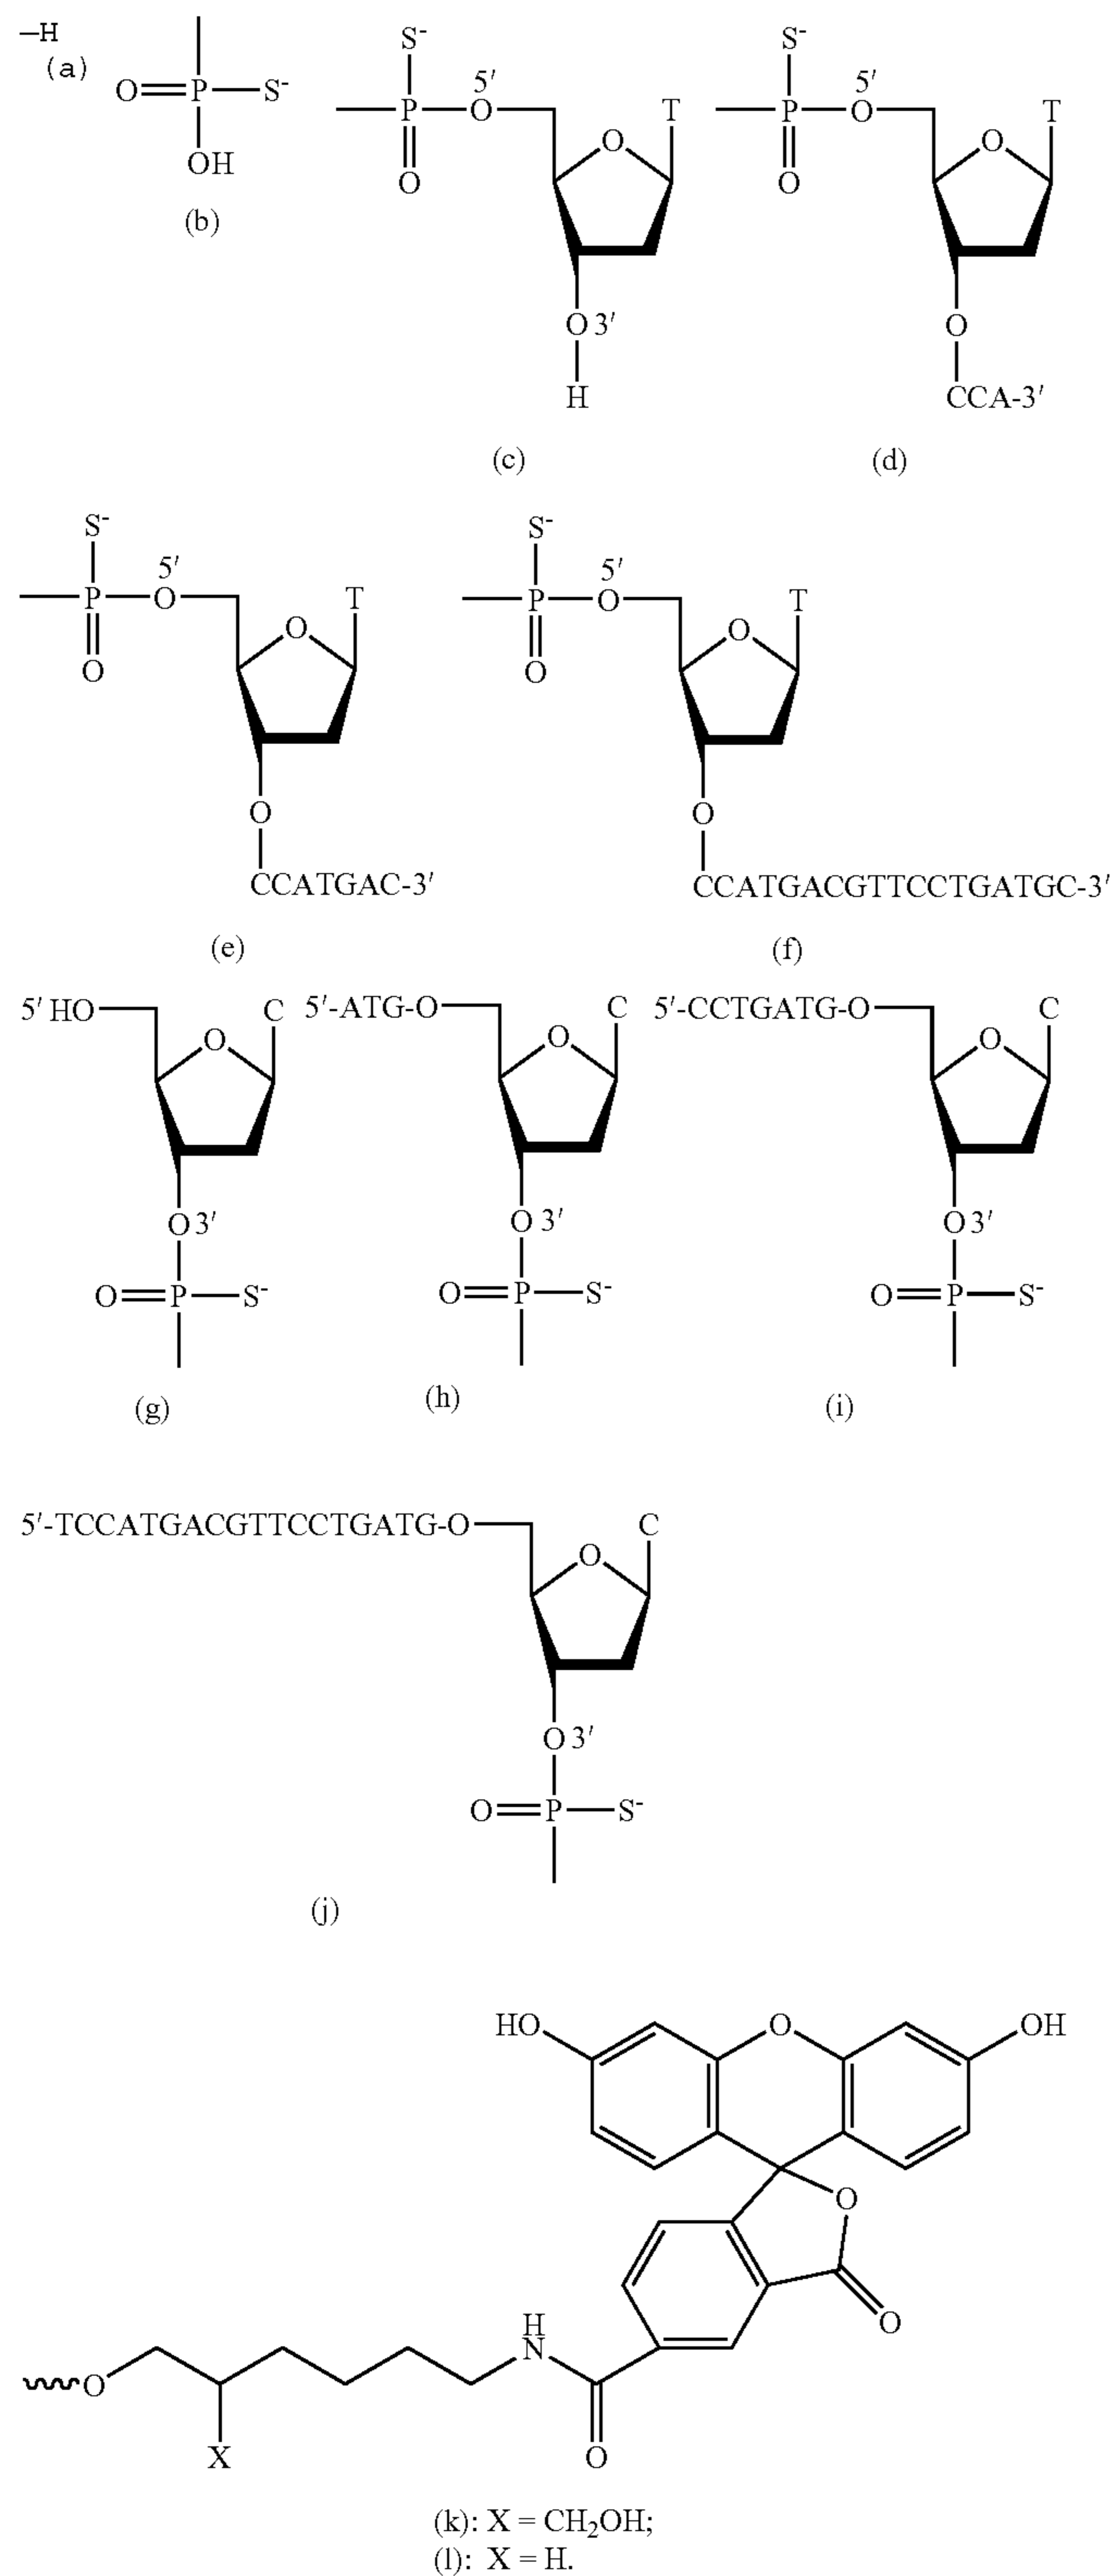 —H
(a)
O=P—S-
OH
(b)
S-
P
O
5′
O
O
T
O 3′
H
(c)
S-
P
O
5′
O
O
T
O
CCA-3′
(d)
S-
P
O
5′
O
O
T
O
CCATGAC-3′
(e)
S-
P
O
5′
O
O
T
O
CCATGACGTTCCTGATGC-3′
(f)
5′ HO
O
C
O 3′
O=P—S-
(g)
5′-ATG-O
O
C
O 3′
O=P—S-
(h)
5′-CCTGATG-O
O
C
O 3′
O=P—S-
(i)
5′-TCCATGACGTTCCTGATG-O
O
C
O 3′
O=P—S-
(j)
HO
O
OH
O
O
H
N
O
X
O
(k): X = CH₂OH;
(l): X = H.